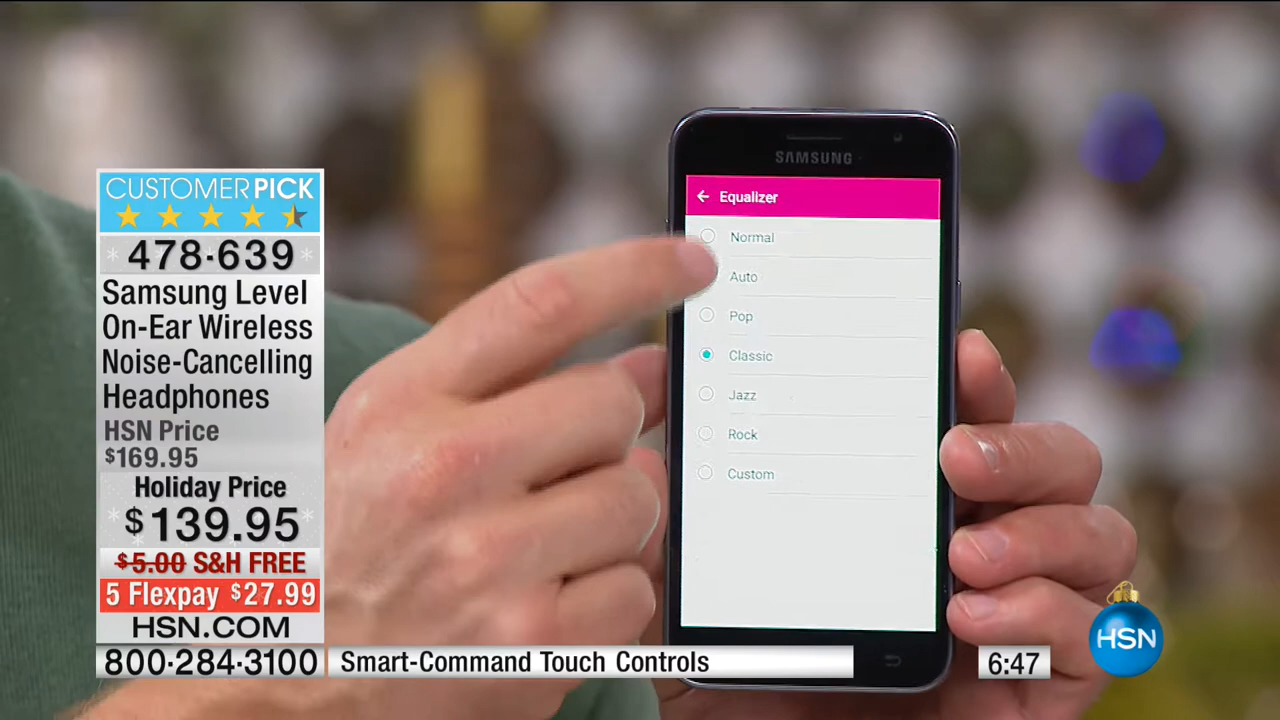 CUSTOMER PICK
478-639
Samsung Level
On-Ear Wireless
Noise-Cancelling
Headphones
HSN Price
$169.95
Holiday Price
$139.95
$5.00 S&H FREE
5 Flexpay $27.99
HSN.COM
800-284-3100
Smart-Command Touch Controls
6:47
HSN
SAMSUNG
Equalizer
Normal
Auto
Pop
Classic
Jazz
Rock
Custom